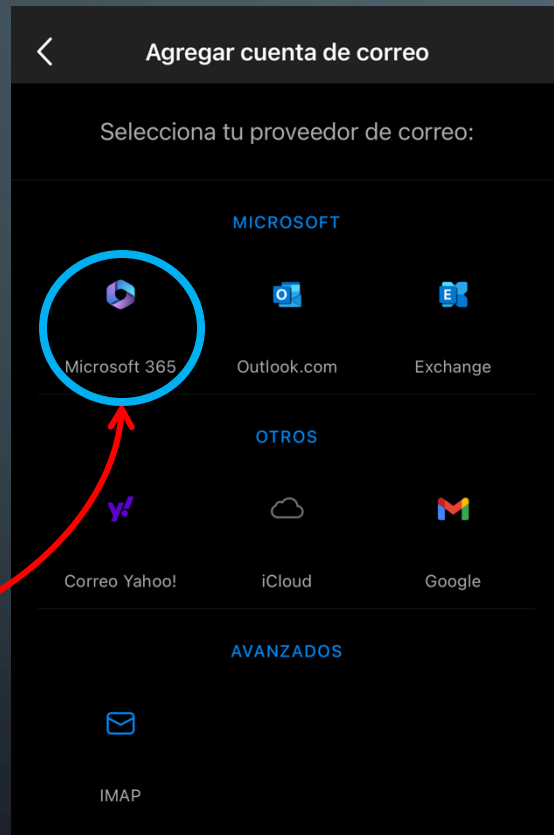 Agregar cuenta de correo
Selecciona tu proveedor de correo:
MICROSOFT
Microsoft 365 Outlook.com Exchange
OTROS
Correo Yahoo! iCloud Google
AVANZADOS
IMAP